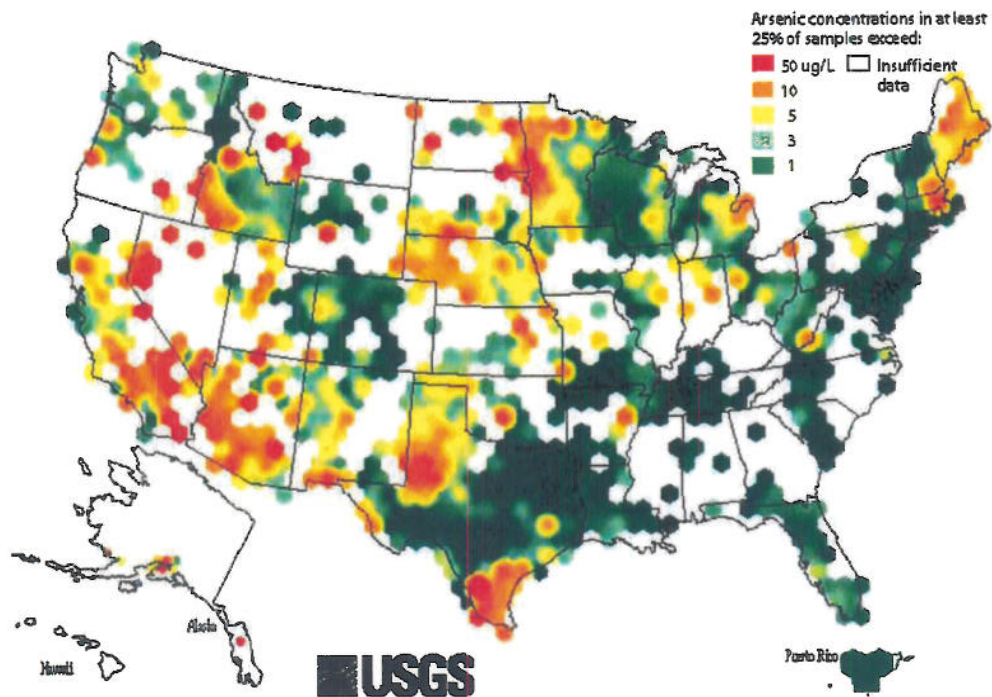 Arsenic concentrations in at least
25% of samples exceed:
50 ug/L Insufficient
10 data
5
3
1
Alaska
Hawaii
Puerto Rico
USGS